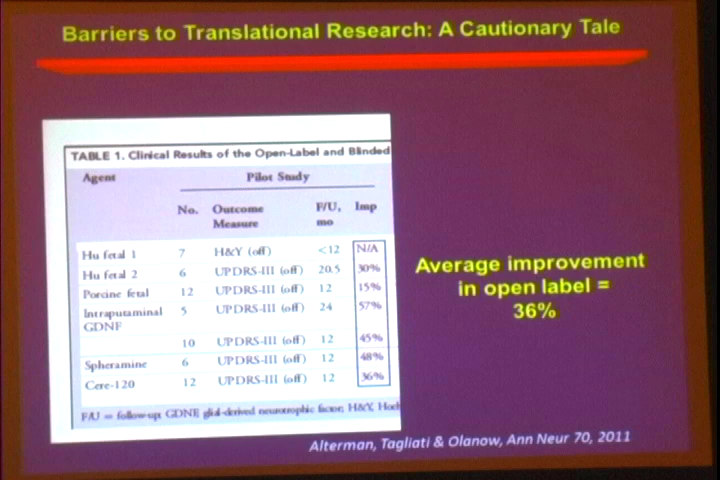 Barriers to Translational Research: A Cautionary Tale
TABLE 1. Clinical Results of the Open-Label and Blinded
Agent Pilot Study
No. Outcome Measure F/U, mo Imp
Hu fetal 1 7 H&Y (off) <12 N/A
Hu fetal 2 6 UPDRS-III (off) 20.5 30%
Porcine fetal 12 UPDRS-III (off) 12 15%
Intraputaminal GDNF 5 UPDRS-III (off) 24 57%
10 UPDRS-III (off) 12 45%
Spheramine 6 UPDRS-III (off) 12 48%
Cere-120 12 UPDRS-III (off) 12 36%
F/U = follow-up; GDNF, glial-derived neurotrophic factor; H&Y, Hoeh
Average improvement
in open label =
36%
Alterman, Tagliati & Olanow, Ann Neur 70, 2011